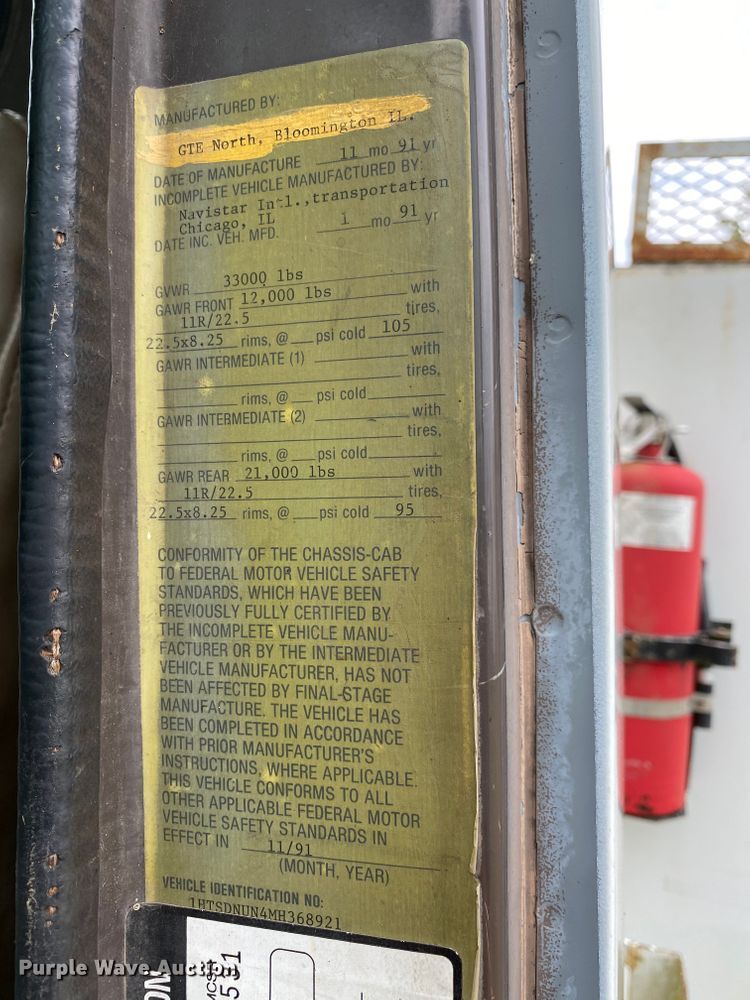 MANUFACTURED BY:
GTE North, Bloomington IL.
DATE OF MANUFACTURE 11 mo 91 yr
INCOMPLETE VEHICLE MANUFACTURED BY:
Navistar Intl.,transportation
Chicago, IL 1 mo 91 yr
DATE INC. VEH. MFD.
GVWR 33000 lbs
GAWR FRONT 12,000 lbs with
11R/22.5 tires,
22.5x8.25 rims, @ psi cold 105
GAWR INTERMEDIATE (1) with
tires,
rims, @ psi cold
GAWR INTERMEDIATE (2) with
tires,
rims, @ psi cold
GAWR REAR 21,000 lbs with
11R/22.5 tires,
22.5x8.25 rims, @ psi cold 95
CONFORMITY OF THE CHASSIS-CAB
TO FEDERAL MOTOR VEHICLE SAFETY
STANDARDS, WHICH HAVE BEEN
PREVIOUSLY FULLY CERTIFIED BY
THE INCOMPLETE VEHICLE MANU-
FACTURER OR BY THE INTERMEDIATE
VEHICLE MANUFACTURER, HAS NOT
BEEN AFFECTED BY FINAL-STAGE
MANUFACTURE. THE VEHICLE HAS
BEEN COMPLETED IN ACCORDANCE
WITH PRIOR MANUFACTURER'S
INSTRUCTIONS, WHERE APPLICABLE.
THIS VEHICLE CONFORMS TO ALL
OTHER APPLICABLE FEDERAL MOTOR
VEHICLE SAFETY STANDARDS IN
EFFECT IN 11/91
(MONTH, YEAR)
VEHICLE IDENTIFICATION NO:
1HTSDNUN4MH368921
Purple Wave Auction